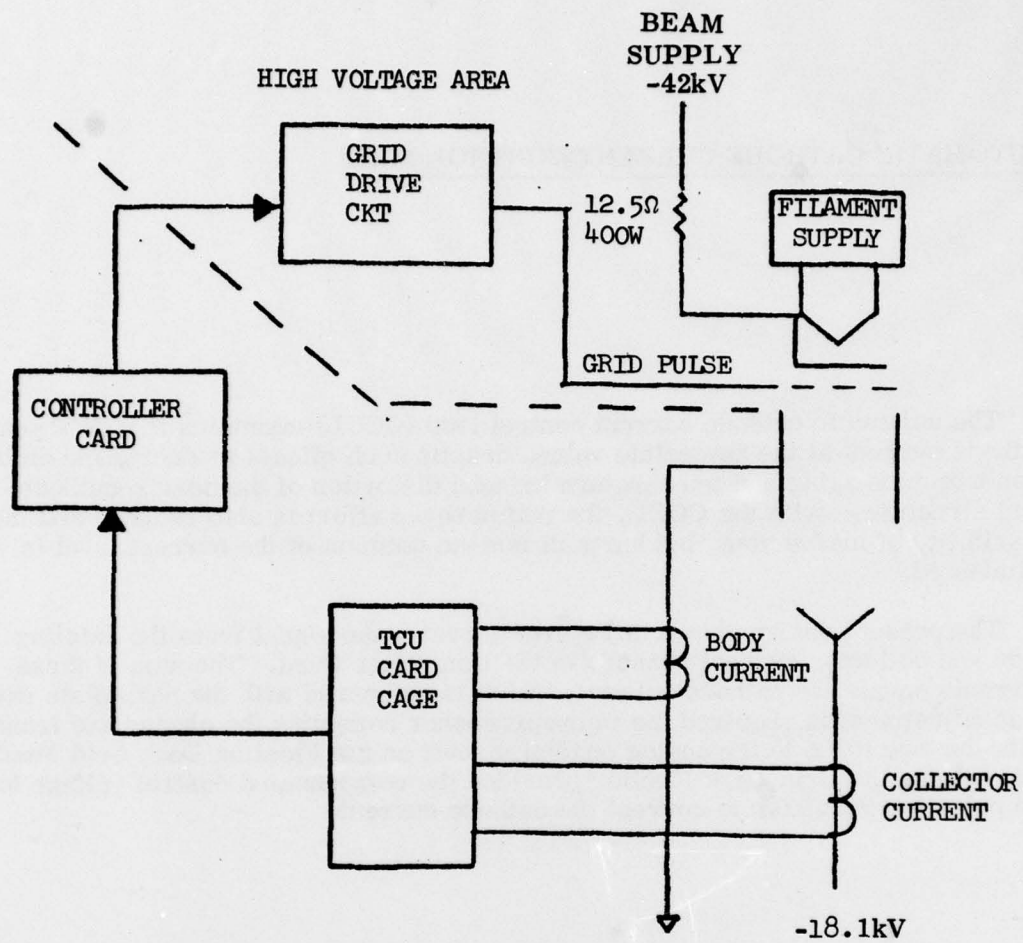 BEAM
SUPPLY
-42kV
HIGH VOLTAGE AREA
GRID
DRIVE
CKT
12.5Ω
400W
FILAMENT
SUPPLY
GRID PULSE
CONTROLLER
CARD
TCU
CARD
CAGE
BODY
CURRENT
COLLECTOR
CURRENT
-18.1kV